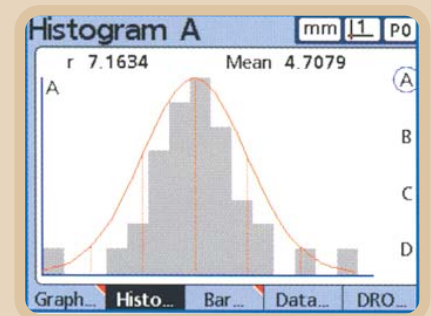 Histogram A mm 1 P0
r 7.1634 Mean 4.7079
A
A
B
C
D
Graph... Histo... Bar... Data... DRO...